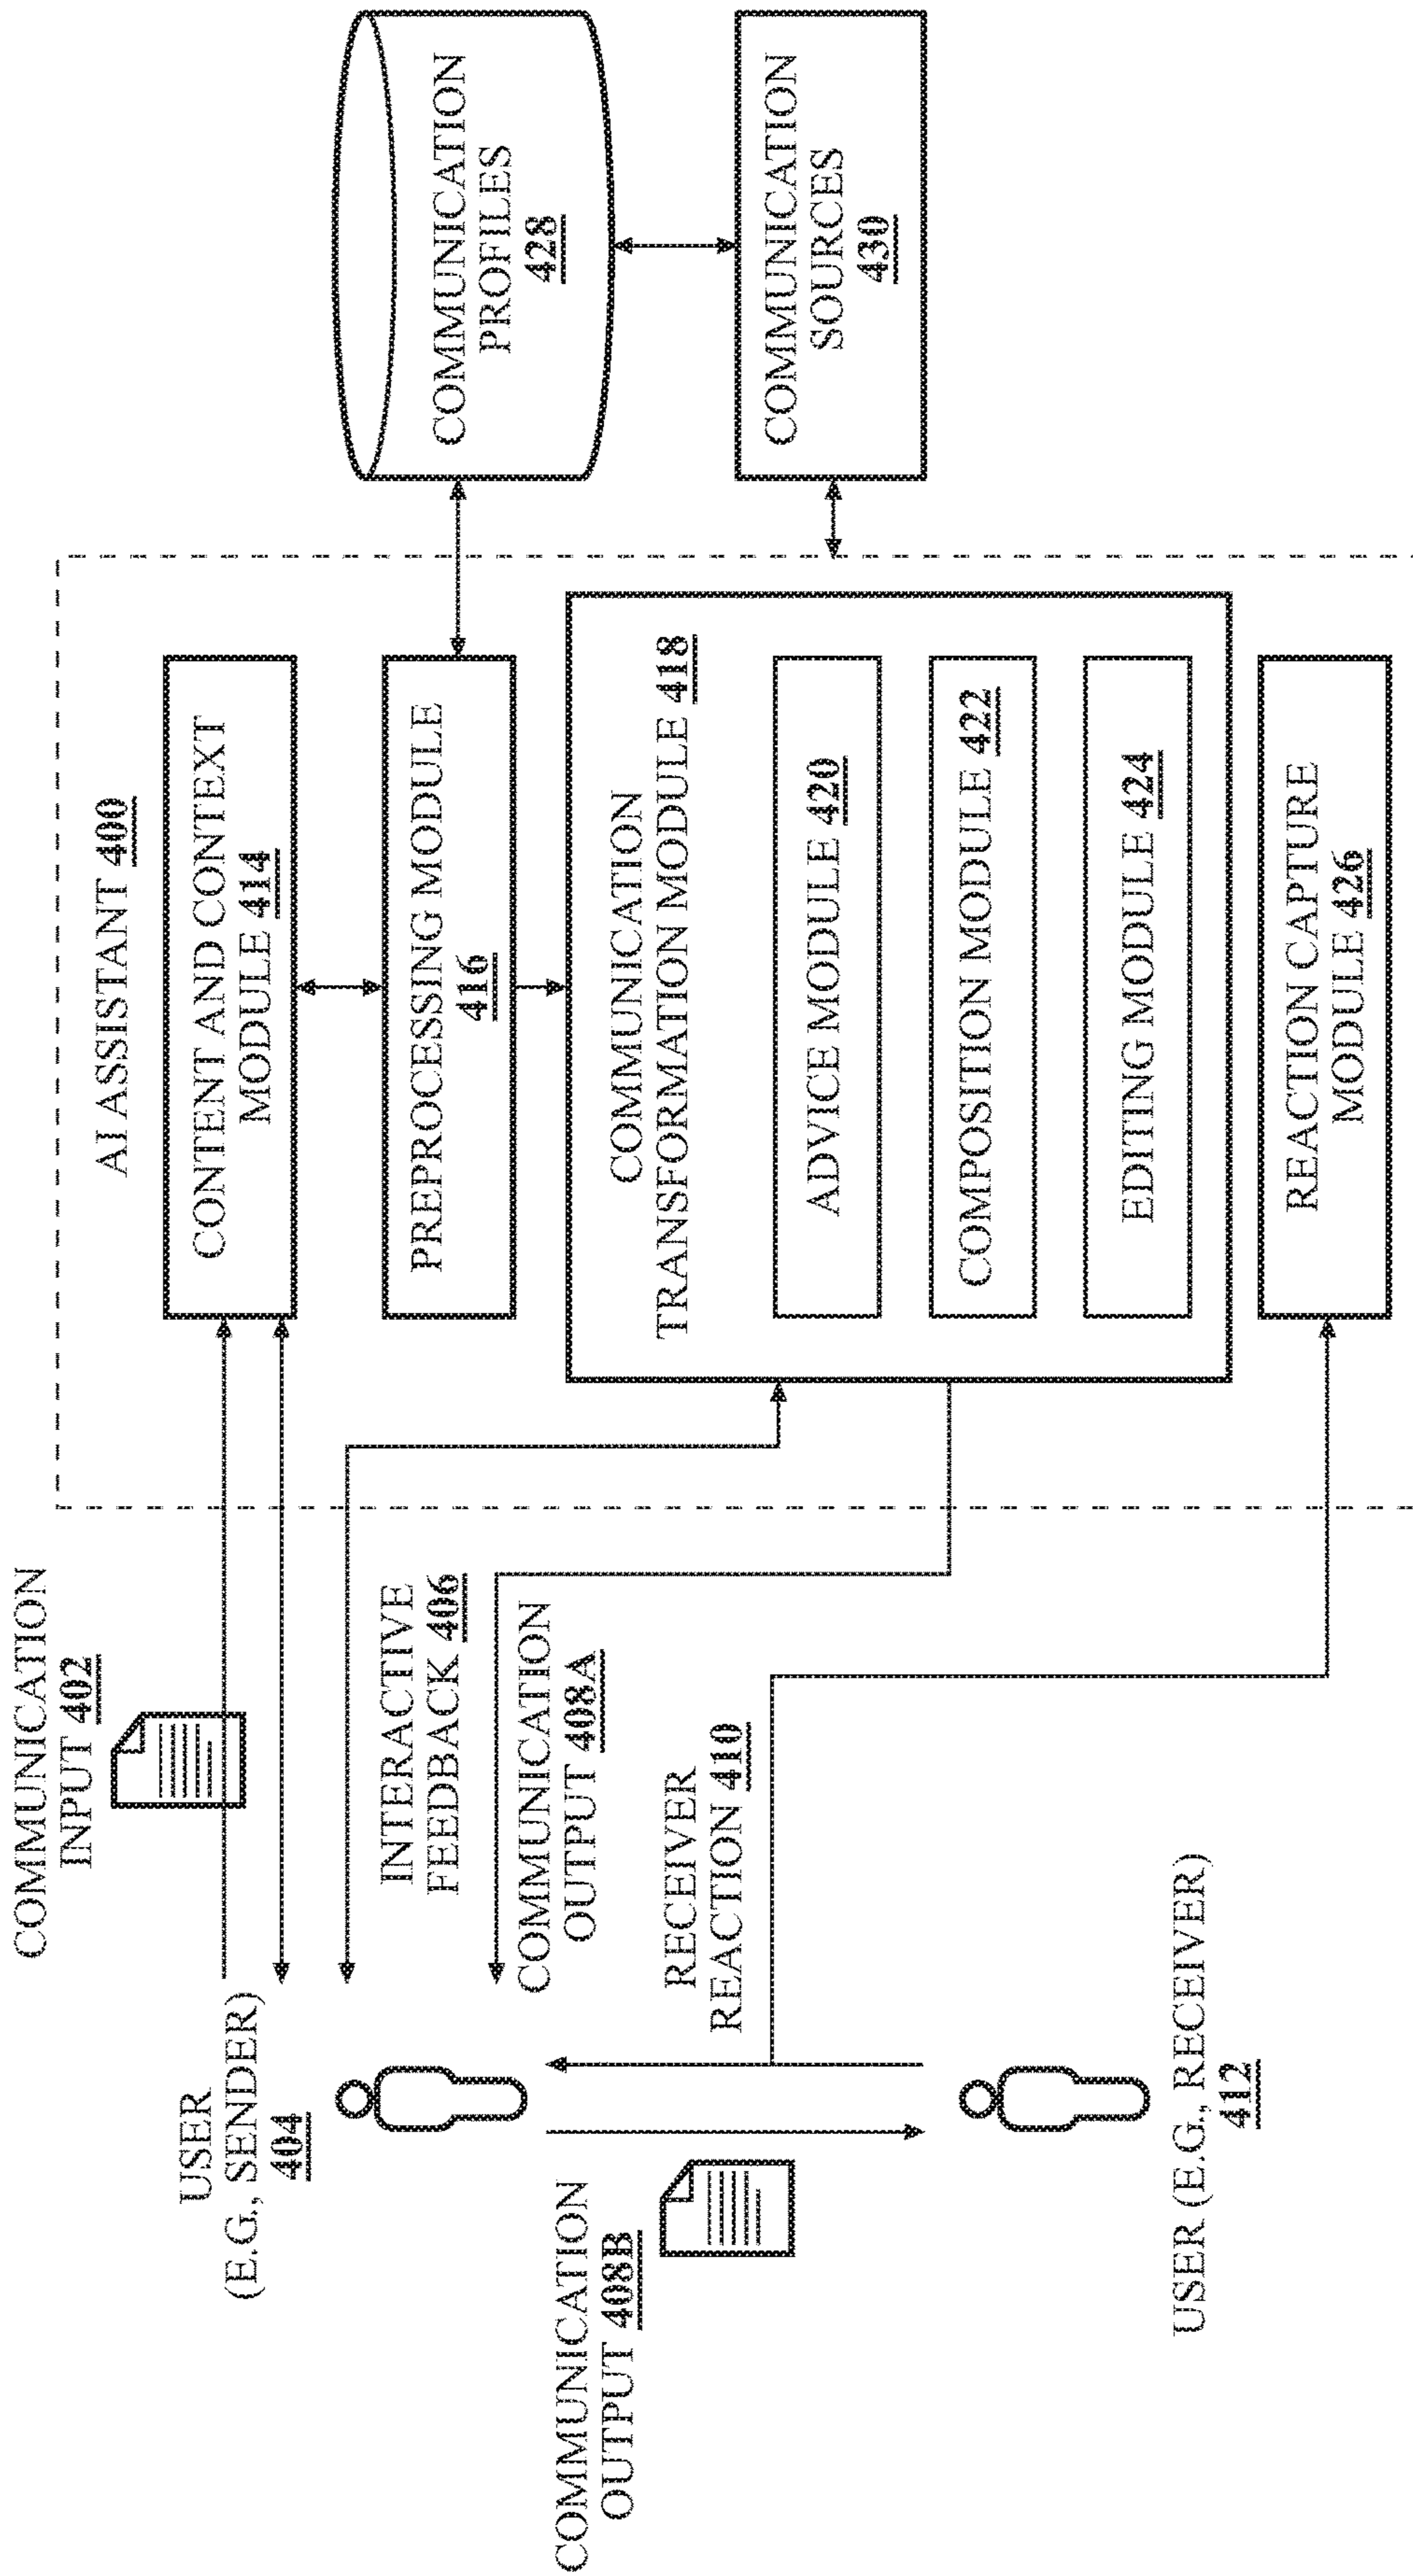 COMMUNICATION
INPUT 402
USER
(E.G., SENDER)
404
INTERACTIVE
FEEDBACK 406
COMMUNICATION
OUTPUT 408A
COMMUNICATION
OUTPUT 408B
RECEIVER
REACTION 410
USER (E.G., RECEIVER)
412
AI ASSISTANT 400
CONTENT AND CONTEXT
MODULE 414
PREPROCESSING MODULE
416
COMMUNICATION
TRANSFORMATION MODULE 418
ADVICE MODULE 420
COMPOSITION MODULE 422
EDITING MODULE 424
REACTION CAPTURE
MODULE 426
COMMUNICATION
PROFILES
428
COMMUNICATION
SOURCES
430